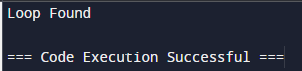 Loop Found
=== Code Execution Successful ===